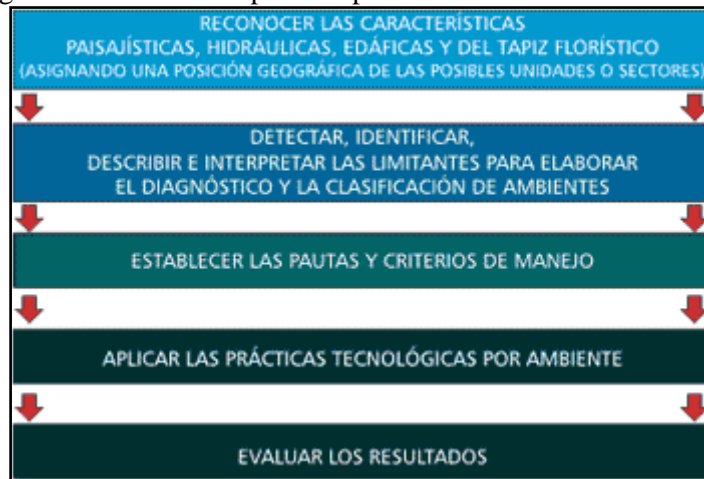 RECONOCER LAS CARACTERÍSTICAS
PAISAJÍSTICAS, HIDRÁULICAS, EDÁFICAS Y DEL TAPIZ FLORÍSTICO
(ASIGNANDO UNA POSICIÓN GEOGRÁFICA DE LAS POSIBLES UNIDADES O SECTORES)
DETECTAR, IDENTIFICAR,
DESCRIBIR E INTERPRETAR LAS LIMITANTES PARA ELABORAR
EL DIAGNÓSTICO Y LA CLASIFICACIÓN DE AMBIENTES
ESTABLECER LAS PAUTAS Y CRITERIOS DE MANEJO
APLICAR LAS PRÁCTICAS TECNOLÓGICAS POR AMBIENTE
EVALUAR LOS RESULTADOS